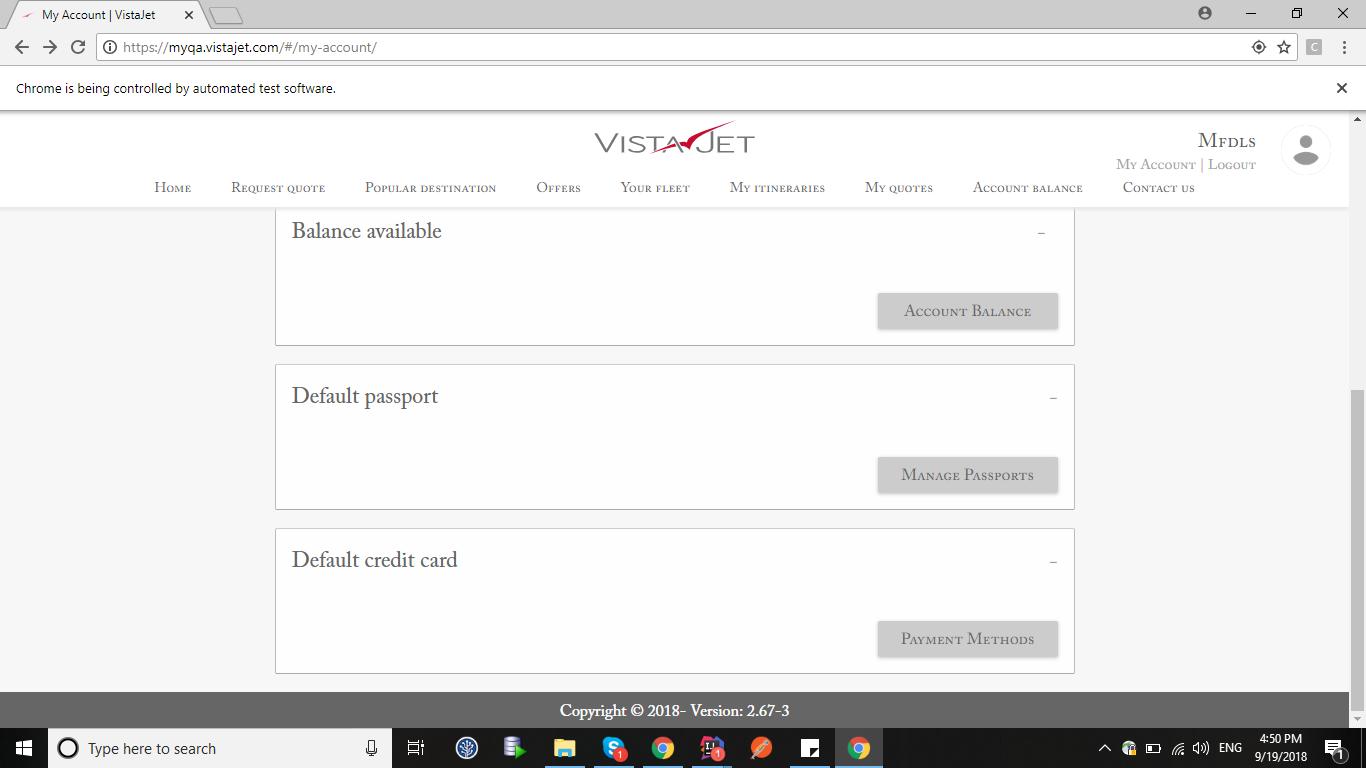 My Account | VistaJet
https://myqa.vistajet.com/#/my-account/
C
Chrome is being controlled by automated test software.
VISTAJET
Mfdls
My Account | Logout
Home Request quote Popular destination Offers Your fleet My itineraries My quotes Account balance Contact us
Balance available -
Account Balance
Default passport -
Manage Passports
Default credit card -
Payment Methods
Copyright © 2018- Version: 2.67-3
Type here to search
1
1
ENG
4:50 PM
9/19/2018
1